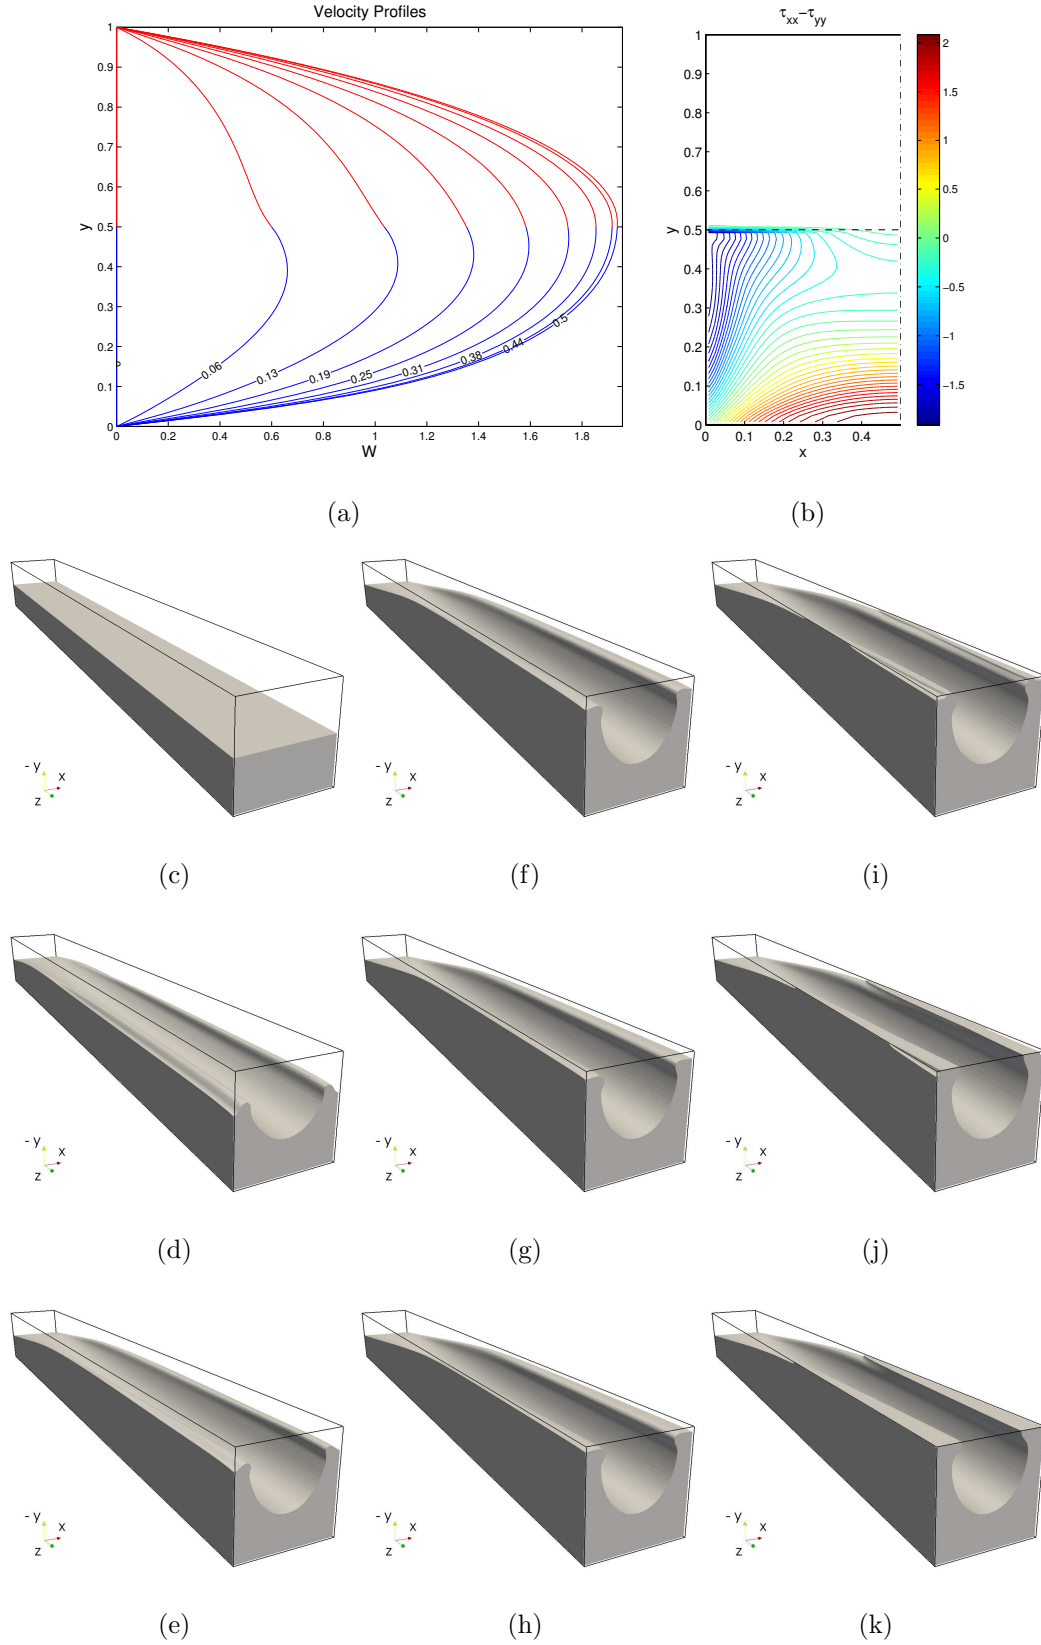 Velocity Profiles
1
0.9
0.8
0.7
0.6
0.5
0.4
0.3
0.2
0.1
0
y
0 0.2 0.4 0.6 0.8 1 1.2 1.4 1.6 1.8
W
0.06
0.13
0.19
0.25
0.31
0.38
0.44
0.5
(a)
τxx−τyy
1
0.9
0.8
0.7
0.6
0.5
0.4
0.3
0.2
0.1
0
y
0 0.1 0.2 0.3 0.4
x
2
1.5
1
0.5
0
−0.5
−1
−1.5
(b)
- y x
z
- y x
z
- y x
z
(c) (f) (i)
- y x
z
- y x
z
- y x
z
(d) (g) (j)
- y x
z
- y x
z
- y x
z
(e) (h) (k)